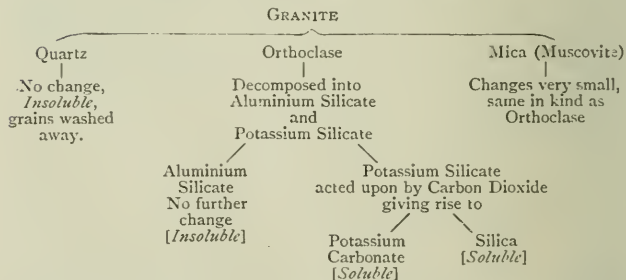 GRANITE
Quartz
No change,
Insoluble,
grains washed
away.
Orthoclase
Decomposed into
Aluminium Silicate
and
Potassium Silicate
Mica (Muscovite)
Changes very small,
same in kind as
Orthoclase
Aluminium
Silicate
No further
change
[Insoluble]
Potassium Silicate
acted upon by Carbon Dioxide
giving rise to
Potassium
Carbonate
[Soluble]
Silica
[Soluble]